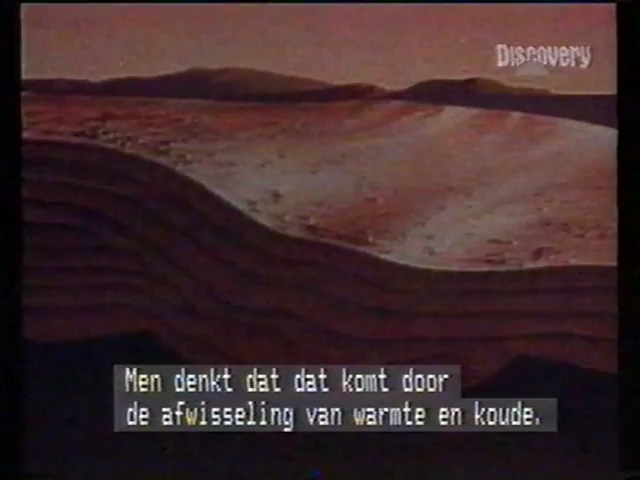 Discovery
Men denkt dat dat komt door
de afwisseling van warmte en koude.